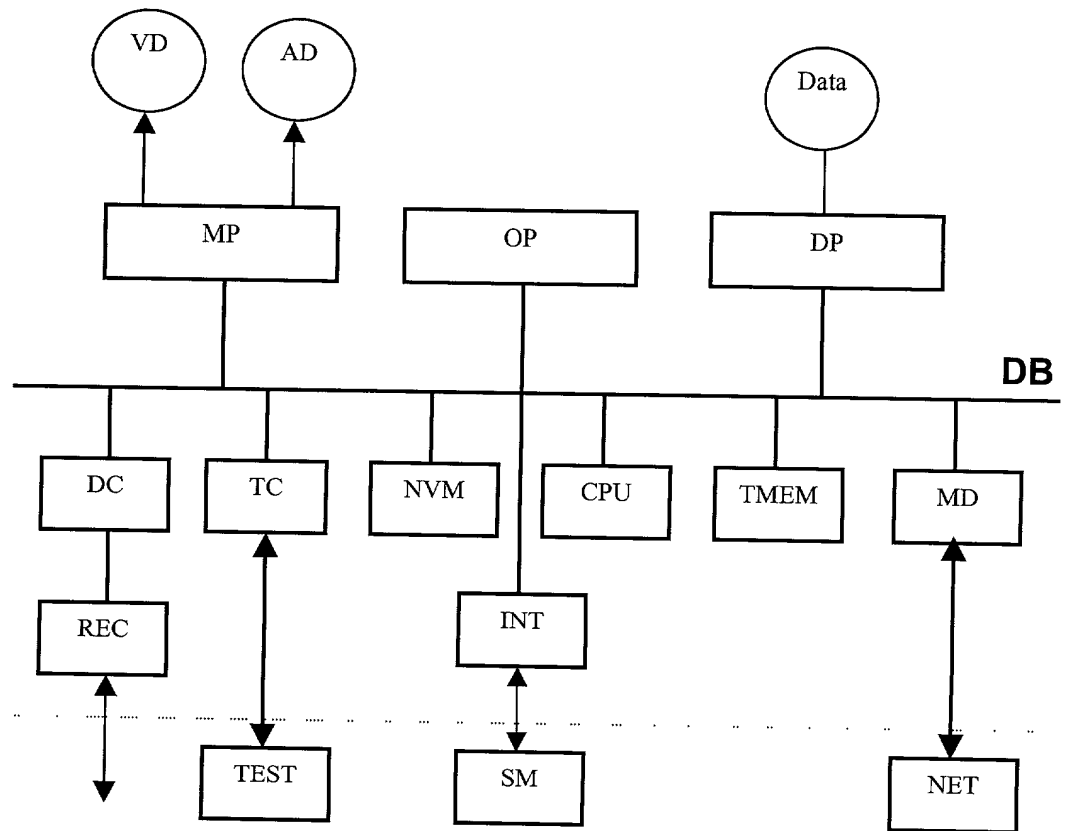 VD
AD
Data
MP
OP
DP
DB
DC
TC
NVM
CPU
TMEM
MD
REC
INT
TEST
SM
NET